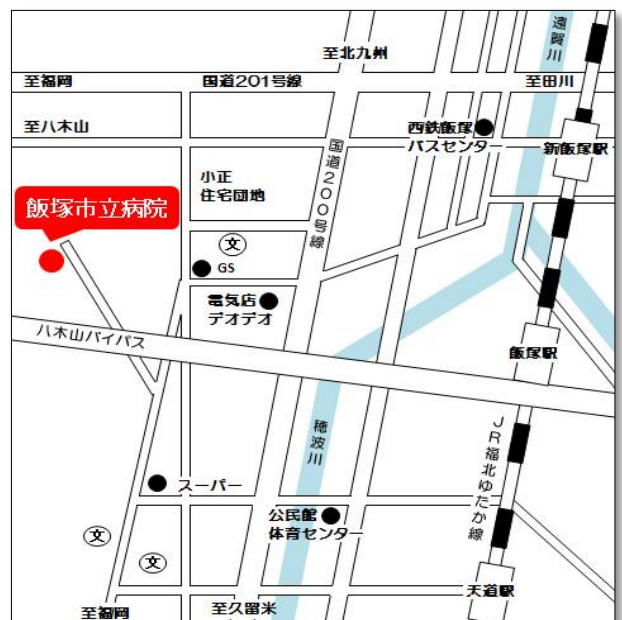 至北九州
遠賀川
至福岡
国道201号線
至田川
至八木山
西鉄飯塚
バスセンター
新飯塚駅
国道200号線
小正
住宅団地
飯塚市立病院
文
GS
電気店
デオデオ
八木山バイパス
飯塚駅
穂波川
JR福北ゆたか線
スーパー
公民館
体育センター
文
文
天道駅
至福岡
至久留米